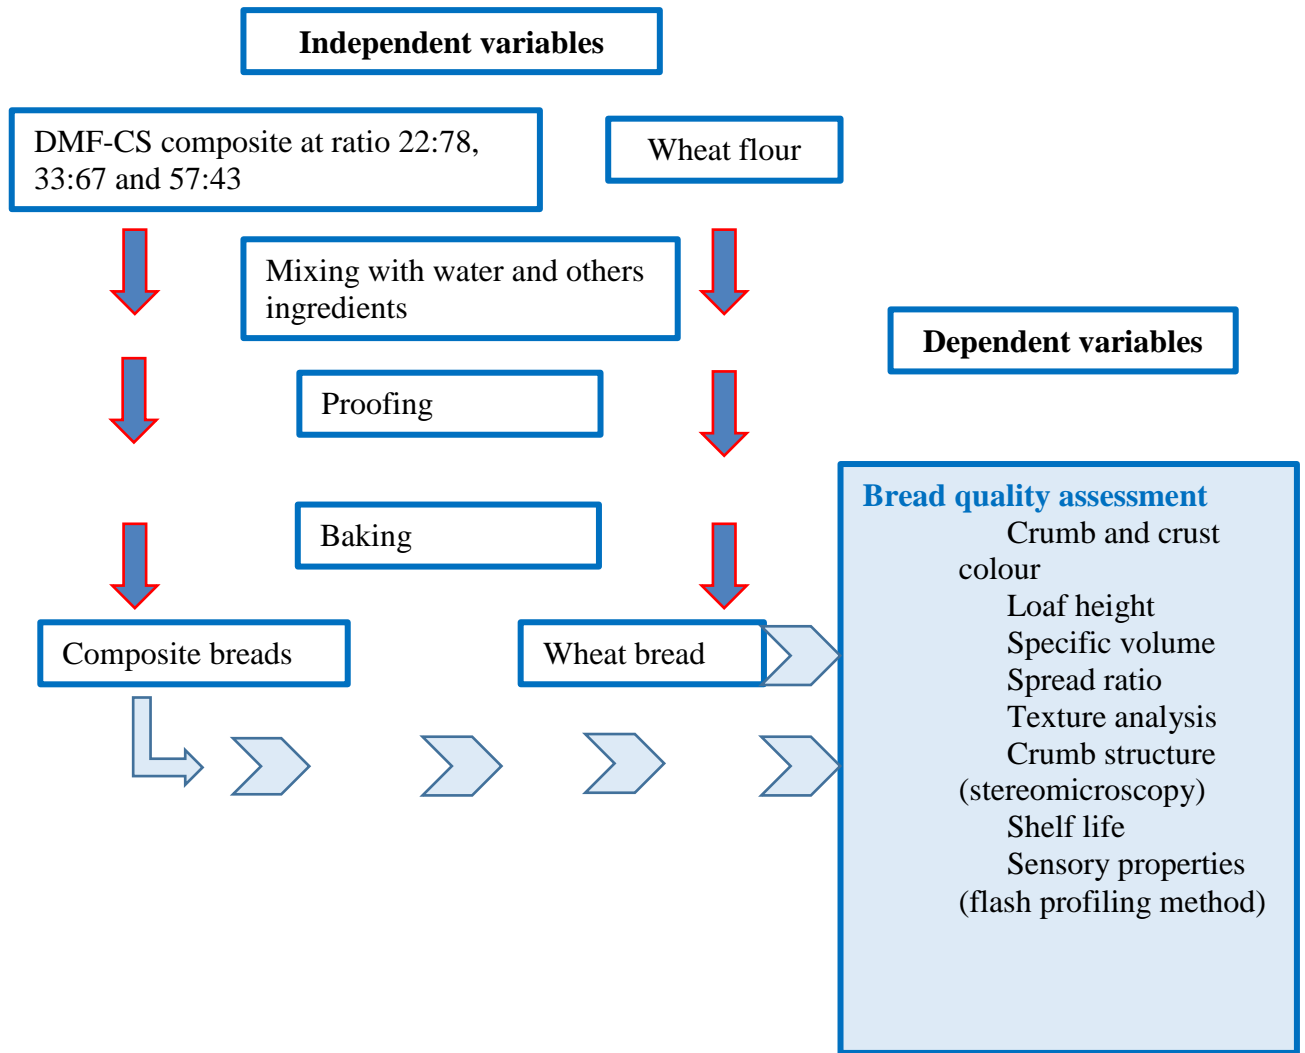 Independent variables
DMF-CS composite at ratio 22:78,
33:67 and 57:43
Wheat flour
Mixing with water and others
ingredients
Proofing
Baking
Composite breads
Wheat bread
Dependent variables
Bread quality assessment
Crumb and crust
colour
Loaf height
Specific volume
Spread ratio
Texture analysis
Crumb structure
(stereomicroscopy)
Shelf life
Sensory properties
(flash profiling method)